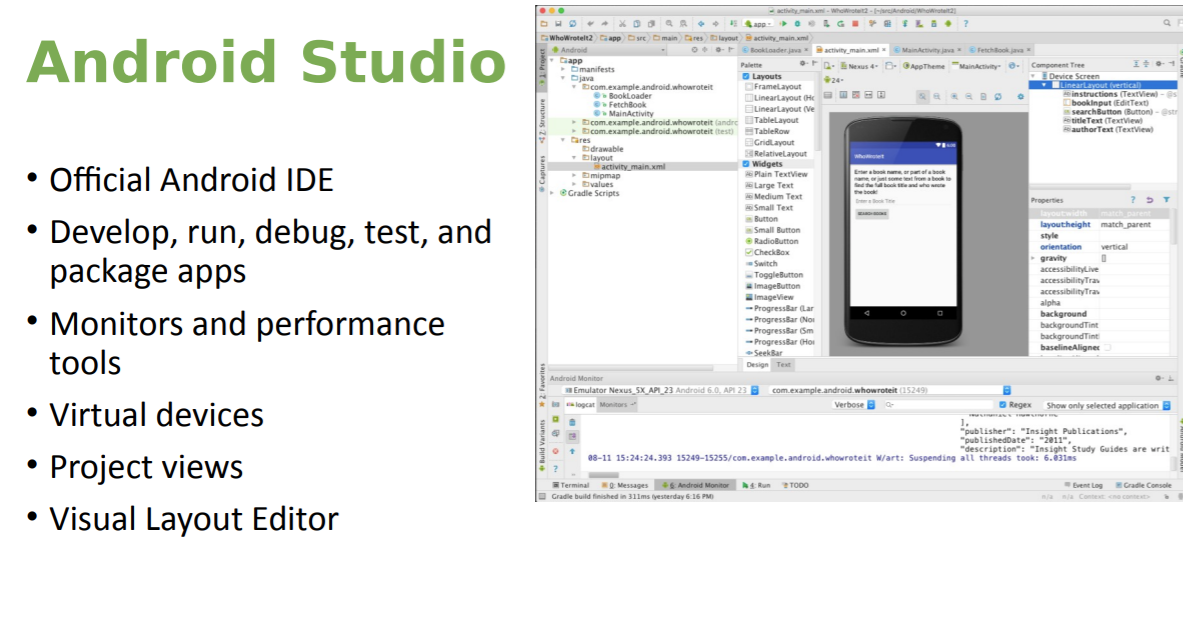 Android Studio
• Official Android IDE
• Develop, run, debug, test, and
package apps
• Monitors and performance
tools
• Virtual devices
• Project views
• Visual Layout Editor
activity_main.xml - WhoWroteIt2 - [~/src/Android/WhoWroteIt2]
app
WhoWroteIt2 app src main res layout activity_main.xml
Android
BookLoader.java × activity_main.xml × MainActivity.java × FetchBook.java ×
1: Project
Z: Structure
Captures
2: Favorites
Build Variants
app
manifests
java
com.example.android.whowroteit
BookLoader
FetchBook
MainActivity
com.example.android.whowroteit (andro
com.example.android.whowroteit (test)
res
drawable
layout
activity_main.xml
mipmap
values
Gradle Scripts
Palette
Layouts
FrameLayout
LinearLayout (Ho
LinearLayout (Ve
TableLayout
TableRow
GridLayout
RelativeLayout
Widgets
Plain TextView
Large Text
Medium Text
Small Text
Button
Small Button
RadioButton
CheckBox
Switch
ToggleButton
ImageButton
ImageView
ProgressBar (Lar
ProgressBar (Nor
ProgressBar (Sm
ProgressBar (Hor
SeekBar
Design Text
Nexus 4 AppTheme MainActivity
24
WhoWroteIt
Enter a book name, or part of a book
name, or just some text from a book to
find the full book title and who wrote
the book!
Enter a Book Title
SEARCH BOOKS
Component Tree
Device Screen
LinearLayout (vertical)
instructions (TextView) – @s
bookInput (EditText)
searchButton (Button) – @str
titleText (TextView)
authorText (TextView)
Properties
layout:width match_parent
layout:height match_parent
style
orientation vertical
gravity []
accessibilityLive
accessibilityTrav
accessibilityTrav
alpha
background
backgroundTint
backgroundTint
baselineAligned
Android Monitor
Emulator Nexus_5X_API_23 Android 6.0, API 23 com.example.android.whowroteit (15249)
logcat Monitors Verbose Regex Show only selected application
],
"publisher": "Insight Publications",
"publishedDate": "2011",
"description": "Insight Study Guides are writ
08-11 15:24:24.393 15249-15255/com.example.android.whowroteit W/art: Suspending all threads took: 6.031ms
Terminal 0: Messages 6: Android Monitor 4: Run TODO Event Log Gradle Console
Gradle build finished in 311ms (yesterday 6:16 PM) n/a n/a Context: <no context>